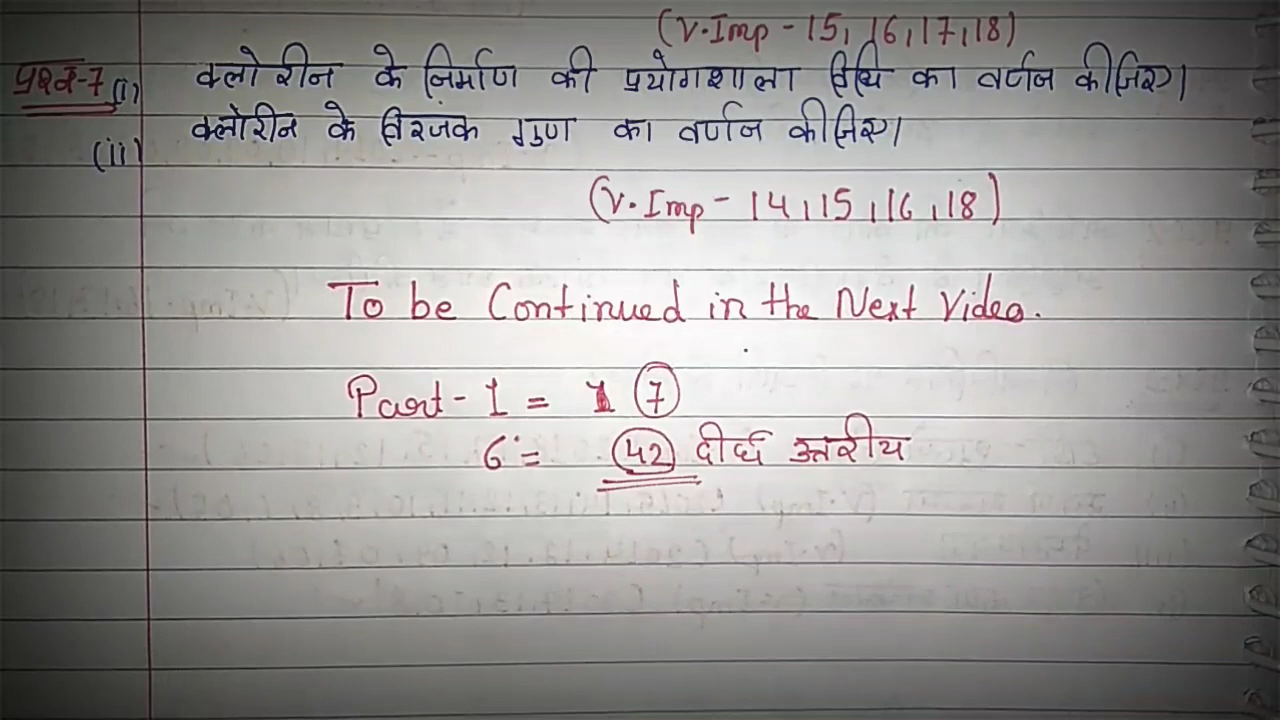 (V.Imp - 15, 16, 17, 18)
प्रश्न-7 (i) क्लोरीन के निर्माण की प्रयोगशाला विधि का वर्णन कीजिए।
(ii) क्लोरीन के विरंजक गुण का वर्णन कीजिए।
(V.Imp - 14, 15, 16, 18)
To be Continued in the Next Video.
Part - 1 = 7
6 = 42 दीर्घ उत्तरीय